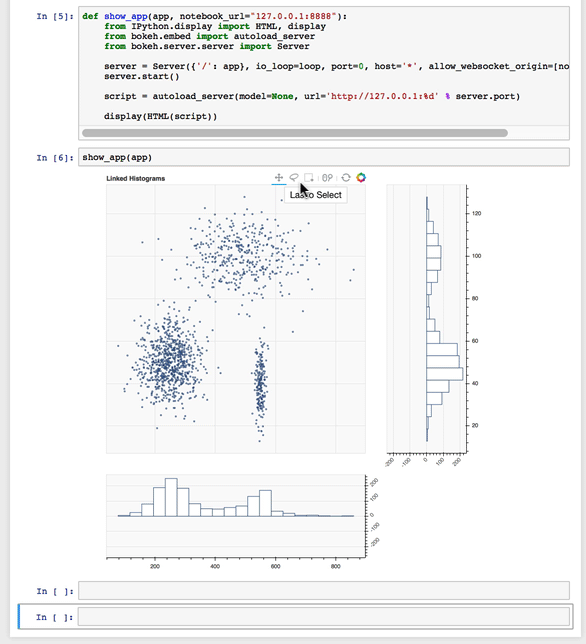 In [5]: def show_app(app, notebook_url="127.0.0.1:8888"):
from IPython.display import HTML, display
from bokeh.embed import autoload_server
from bokeh.server.server import Server
server = Server({'/': app}, io_loop=loop, port=0, host='*', allow_websocket_origin=[no
server.start()
script = autoload_server(model=None, url='http://127.0.0.1:%d' % server.port)
display(HTML(script))
In [6]: show_app(app)
Linked Histograms
Lasso Select
120
100
80
60
40
20
-200 -100 0 100 200
200
100
0
-100
-200
200 400 600 800
In [ ]:
In [ ]: